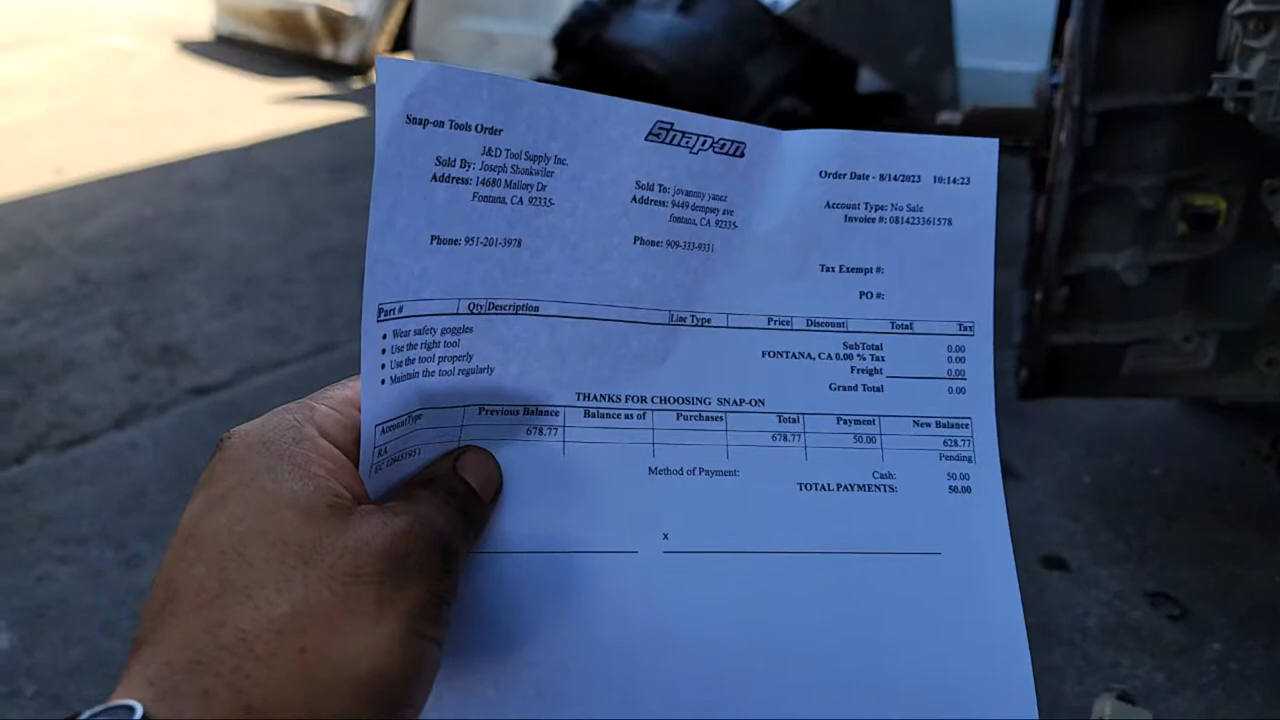 Snap-on Tools Order
J&D Tool Supply Inc.
Sold By: Joseph Shonkwiler
Address: 14680 Mallory Dr
Fontana, CA 92335-
Phone: 951-201-3978
Snap-on
Sold To: jovannny yanez
Address: 9449 dempsey ave
fontana, CA 92335-
Phone: 909-333-9331
Order Date - 8/14/2023 10:14:23
Account Type: No Sale
Invoice #: 081423361578
Tax Exempt #:
PO #:
Part # Qty Description Line Type Price Discount Total Tax
• Wear safety goggles
• Use the right tool
• Use the tool properly
• Maintain the tool regularly
SubTotal 0.00
FONTANA, CA 0.00 % Tax 0.00
Freight 0.00
Grand Total 0.00
THANKS FOR CHOOSING SNAP-ON
AccountType Previous Balance Balance as of Purchases Total Payment New Balance
RA 678.77 678.77 50.00 628.77
EC 129451951 Pending
Method of Payment: Cash: 50.00
TOTAL PAYMENTS: 50.00
x